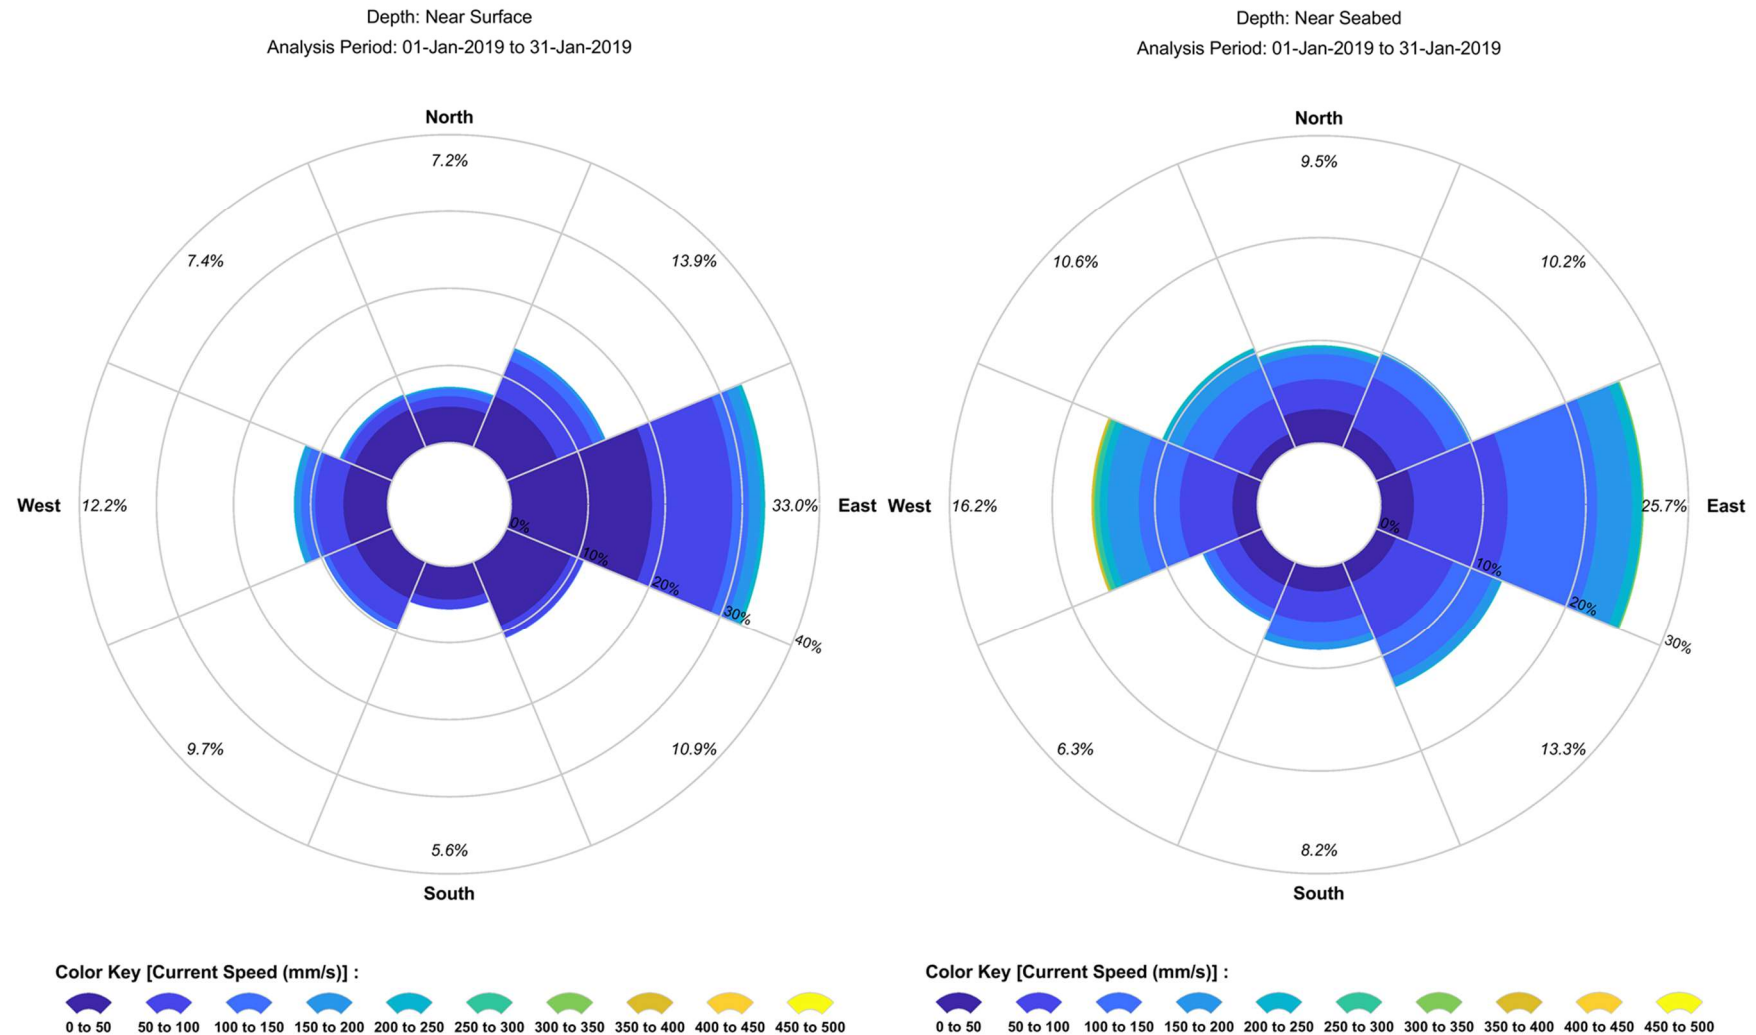 Depth: Near Surface
Analysis Period: 01-Jan-2019 to 31-Jan-2019
North
7.2%
7.4%
13.9%
West
12.2%
33.0%
East
0%
10%
20%
30%
40%
9.7%
10.9%
5.6%
South
Color Key [Current Speed (mm/s)] :
0 to 50 50 to 100 100 to 150 150 to 200 200 to 250 250 to 300 300 to 350 350 to 400 400 to 450 450 to 500
Depth: Near Seabed
Analysis Period: 01-Jan-2019 to 31-Jan-2019
North
9.5%
10.6%
10.2%
West
16.2%
25.7%
East
0%
10%
20%
30%
6.3%
13.3%
8.2%
South
Color Key [Current Speed (mm/s)] :
0 to 50 50 to 100 100 to 150 150 to 200 200 to 250 250 to 300 300 to 350 350 to 400 400 to 450 450 to 500